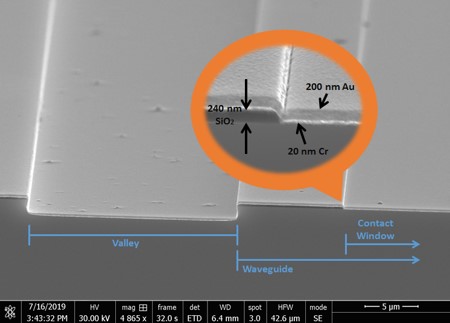 200 nm Au
240 nm
SiO2
20 nm Cr
Contact
Window
Valley
Waveguide
7/16/2019
3:43:32 PM
HV
30.00 kV
mag
4 865 x
frame
32.0 s
det
ETD
WD
6.4 mm
spot
3.0
HFW
42.6 µm
mode
SE
5 µm